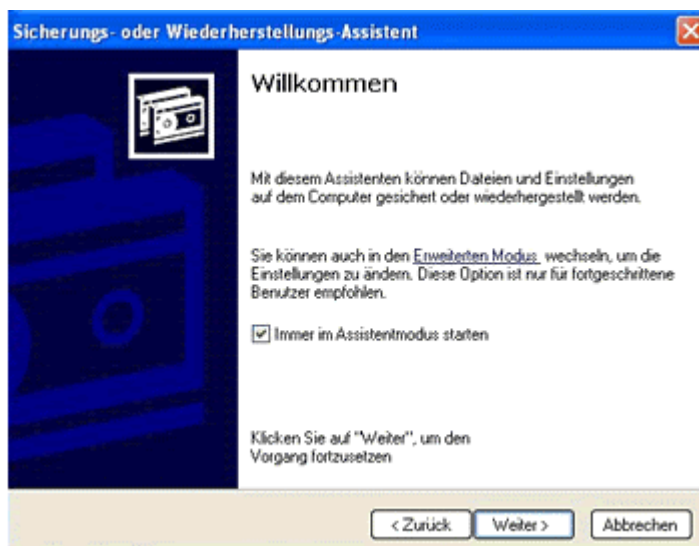 Sicherungs- oder Wiederherstellungs-Assistent
Willkommen
Mit diesem Assistenten können Dateien und Einstellungen
auf dem Computer gesichert oder wiederhergestellt werden.
Sie können auch in den Erweiterten Modus wechseln, um die
Einstellungen zu ändern. Diese Option ist nur für fortgeschrittene
Benutzer empfohlen.
Immer im Assistentmodus starten
Klicken Sie auf "Weiter", um den
Vorgang fortzusetzen
< Zurück Weiter > Abbrechen